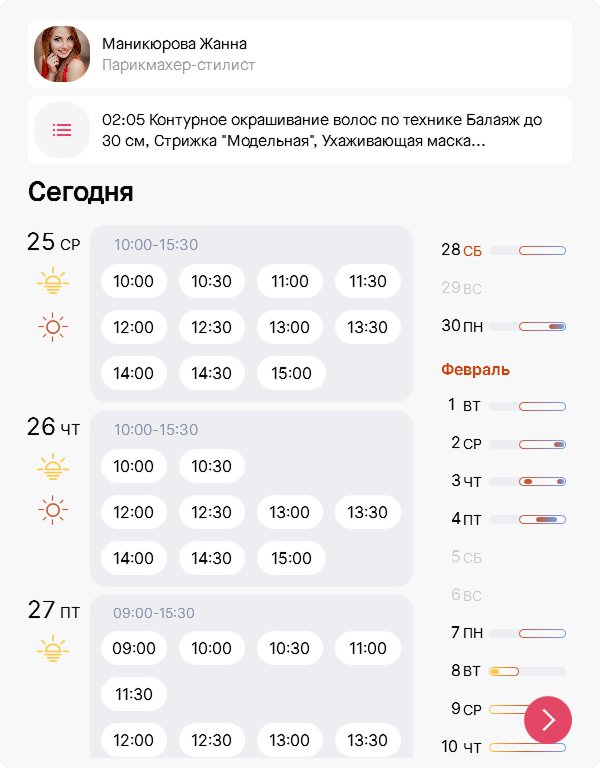 Маникюрова Жанна
Парикмахер-стилист
02:05 Контурное окрашивание волос по технике Балаяж до
30 см, Стрижка "Модельная", Ухаживающая маска...
Сегодня
25 СР
10:00-15:30
10:00 10:30 11:00 11:30
12:00 12:30 13:00 13:30
14:00 14:30 15:00
26 ЧТ
10:00-15:30
10:00 10:30
12:00 12:30 13:00 13:30
14:00 14:30 15:00
27 ПТ
09:00-15:30
09:00 10:00 10:30 11:00
11:30
12:00 12:30 13:00 13:30
28 СБ
29 ВС
30 ПН
Февраль
1 ВТ
2 СР
3 ЧТ
4 ПТ
5 СБ
6 ВС
7 ПН
8 ВТ
9 СР
10 ЧТ